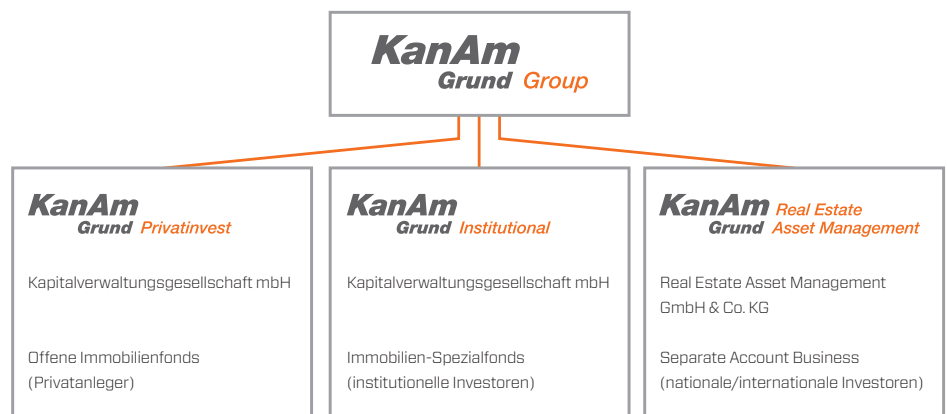 KanAm
Grund Group
KanAm
Grund Privatinvest
Kapitalverwaltungsgesellschaft mbH
Offene Immobilienfonds
(Privatanleger)
KanAm
Grund Institutional
Kapitalverwaltungsgesellschaft mbH
Immobilien-Spezialfonds
(institutionelle Investoren)
KanAm Real Estate
Grund Asset Management
Real Estate Asset Management
GmbH & Co. KG
Separate Account Business
(nationale/internationale Investoren)